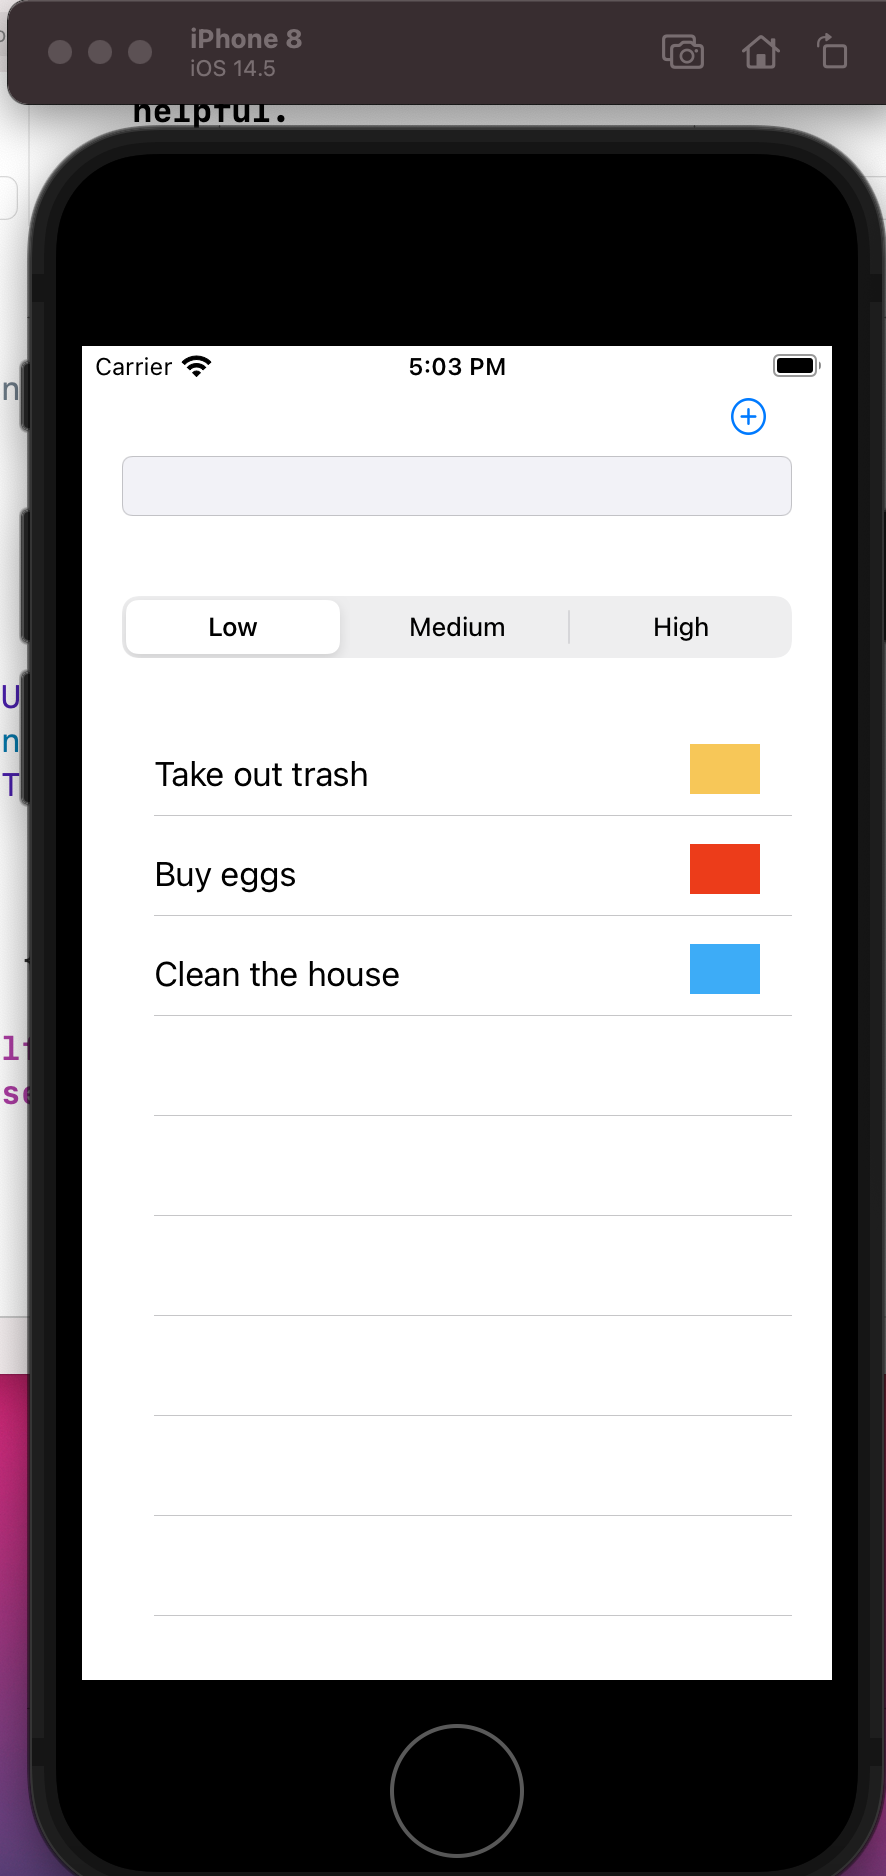 iPhone 8
iOS 14.5
helpful.
Carrier 5:03 PM
Low Medium High
Take out trash
Buy eggs
Clean the house